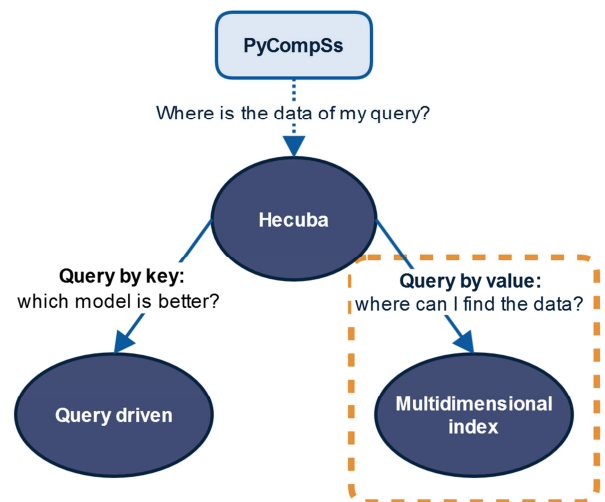 PyCompSs
Where is the data of my query?
Hecuba
Query by key:
which model is better?
Query by value:
where can I find the data?
Query driven
Multidimensional
index